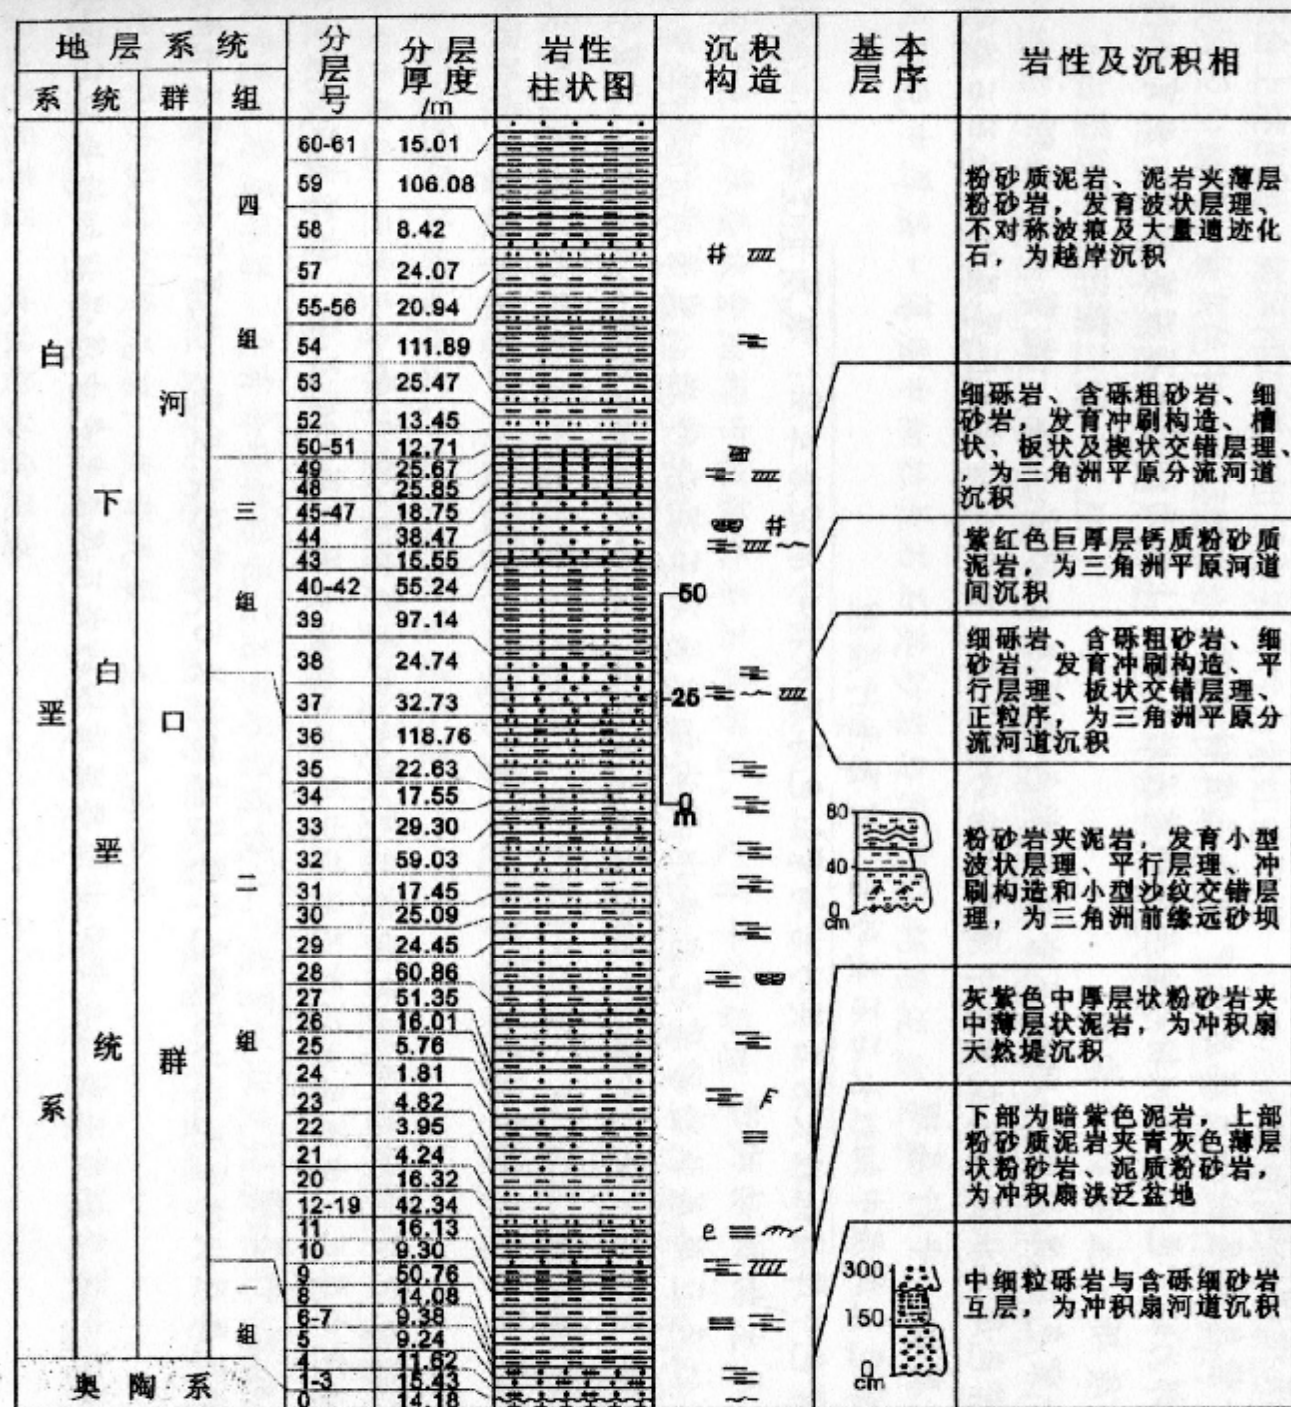 地层系统
系 统 群 组
分层号
分层厚度/m
岩性柱状图
沉积构造
基本层序
岩性及沉积相
白垩系
下白垩统
河口群
四组
三组
二组
一组
奥陶系
60-61 15.01
59 106.08
58 8.42
57 24.07
55-56 20.94
54 111.89
53 25.47
52 13.45
50-51 12.71
49 25.67
48 25.85
45-47 18.75
44 38.47
43 15.55
40-42 55.24
39 97.14
38 24.74
37 32.73
36 118.76
35 22.63
34 17.55
33 29.30
32 59.03
31 17.45
30 25.09
29 24.45
28 60.86
27 51.35
26 16.01
25 5.76
24 1.81
23 4.82
22 3.95
21 4.24
20 16.32
12-19 42.34
11 16.13
10 9.30
9 50.76
8 14.08
6-7 9.38
5 9.24
4 11.62
1-3 15.43
0 14.18
50
25
0
m
80
40
0
cm
300
150
0
cm
粉砂质泥岩、泥岩夹薄层
粉砂岩，发育波状层理、
不对称波痕及大量遗迹化
石，为越岸沉积
细砾岩、含砾粗砂岩、细
砂岩，发育冲刷构造、槽
状、板状及楔状交错层理、
，为三角洲平原分流河道
沉积
紫红色巨厚层钙质粉砂质
泥岩，为三角洲平原河道
间沉积
细砾岩、含砾粗砂岩、细
砂岩，发育冲刷构造、平
行层理、板状交错层理、
正粒序，为三角洲平原分
流河道沉积
粉砂岩夹泥岩，发育小型
波状层理、平行层理、冲
刷构造和小型沙纹交错层
理，为三角洲前缘远砂坝
灰紫色中厚层状粉砂岩夹
中薄层状泥岩，为冲积扇
天然堤沉积
下部为暗紫色泥岩，上部
粉砂质泥岩夹青灰色薄层
状粉砂岩、泥质粉砂岩，
为冲积扇洪泛盆地
中细粒砾岩与含砾细砂岩
互层，为冲积扇河道沉积